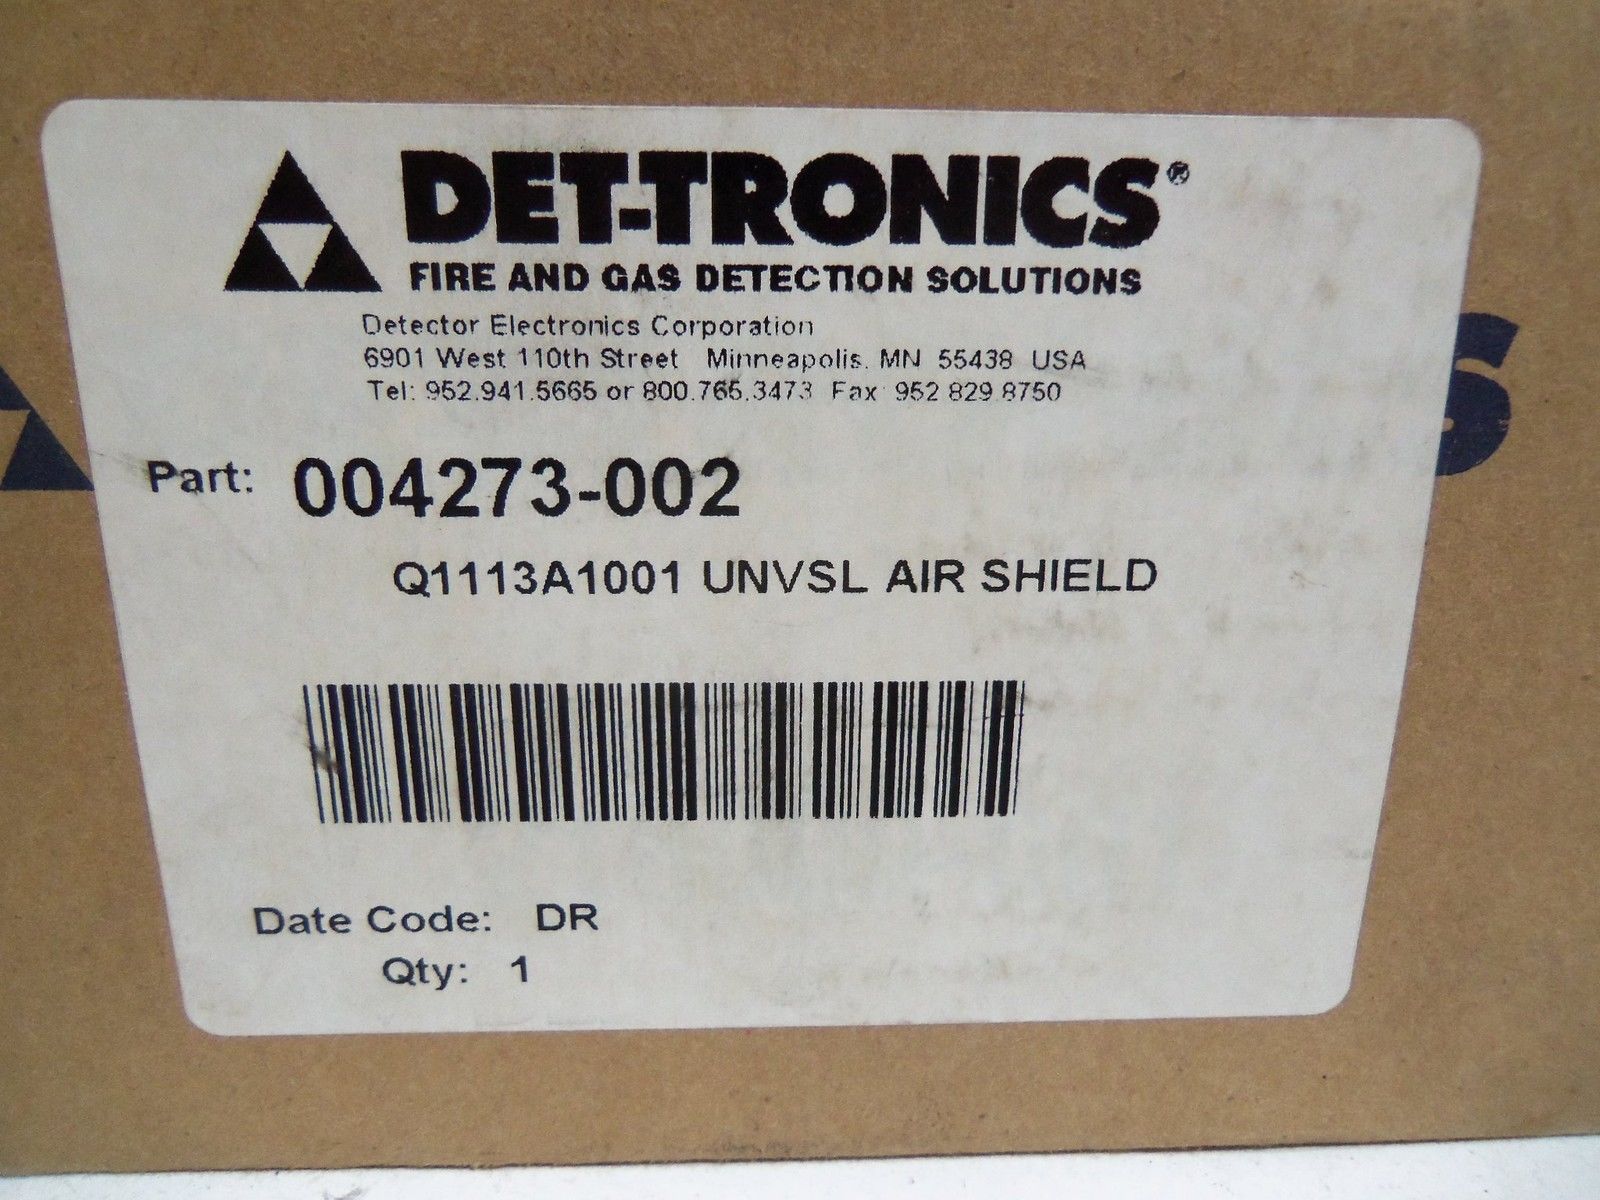 DET-TRONICS®
FIRE AND GAS DETECTION SOLUTIONS
Detector Electronics Corporation
6901 West 110th Street Minneapolis, MN 55438 USA
Tel: 952.941.5665 or 800.765.3473 Fax: 952.829.8750
Part: 004273-002
Q1113A1001 UNVSL AIR SHIELD
Date Code: DR
Qty: 1
S